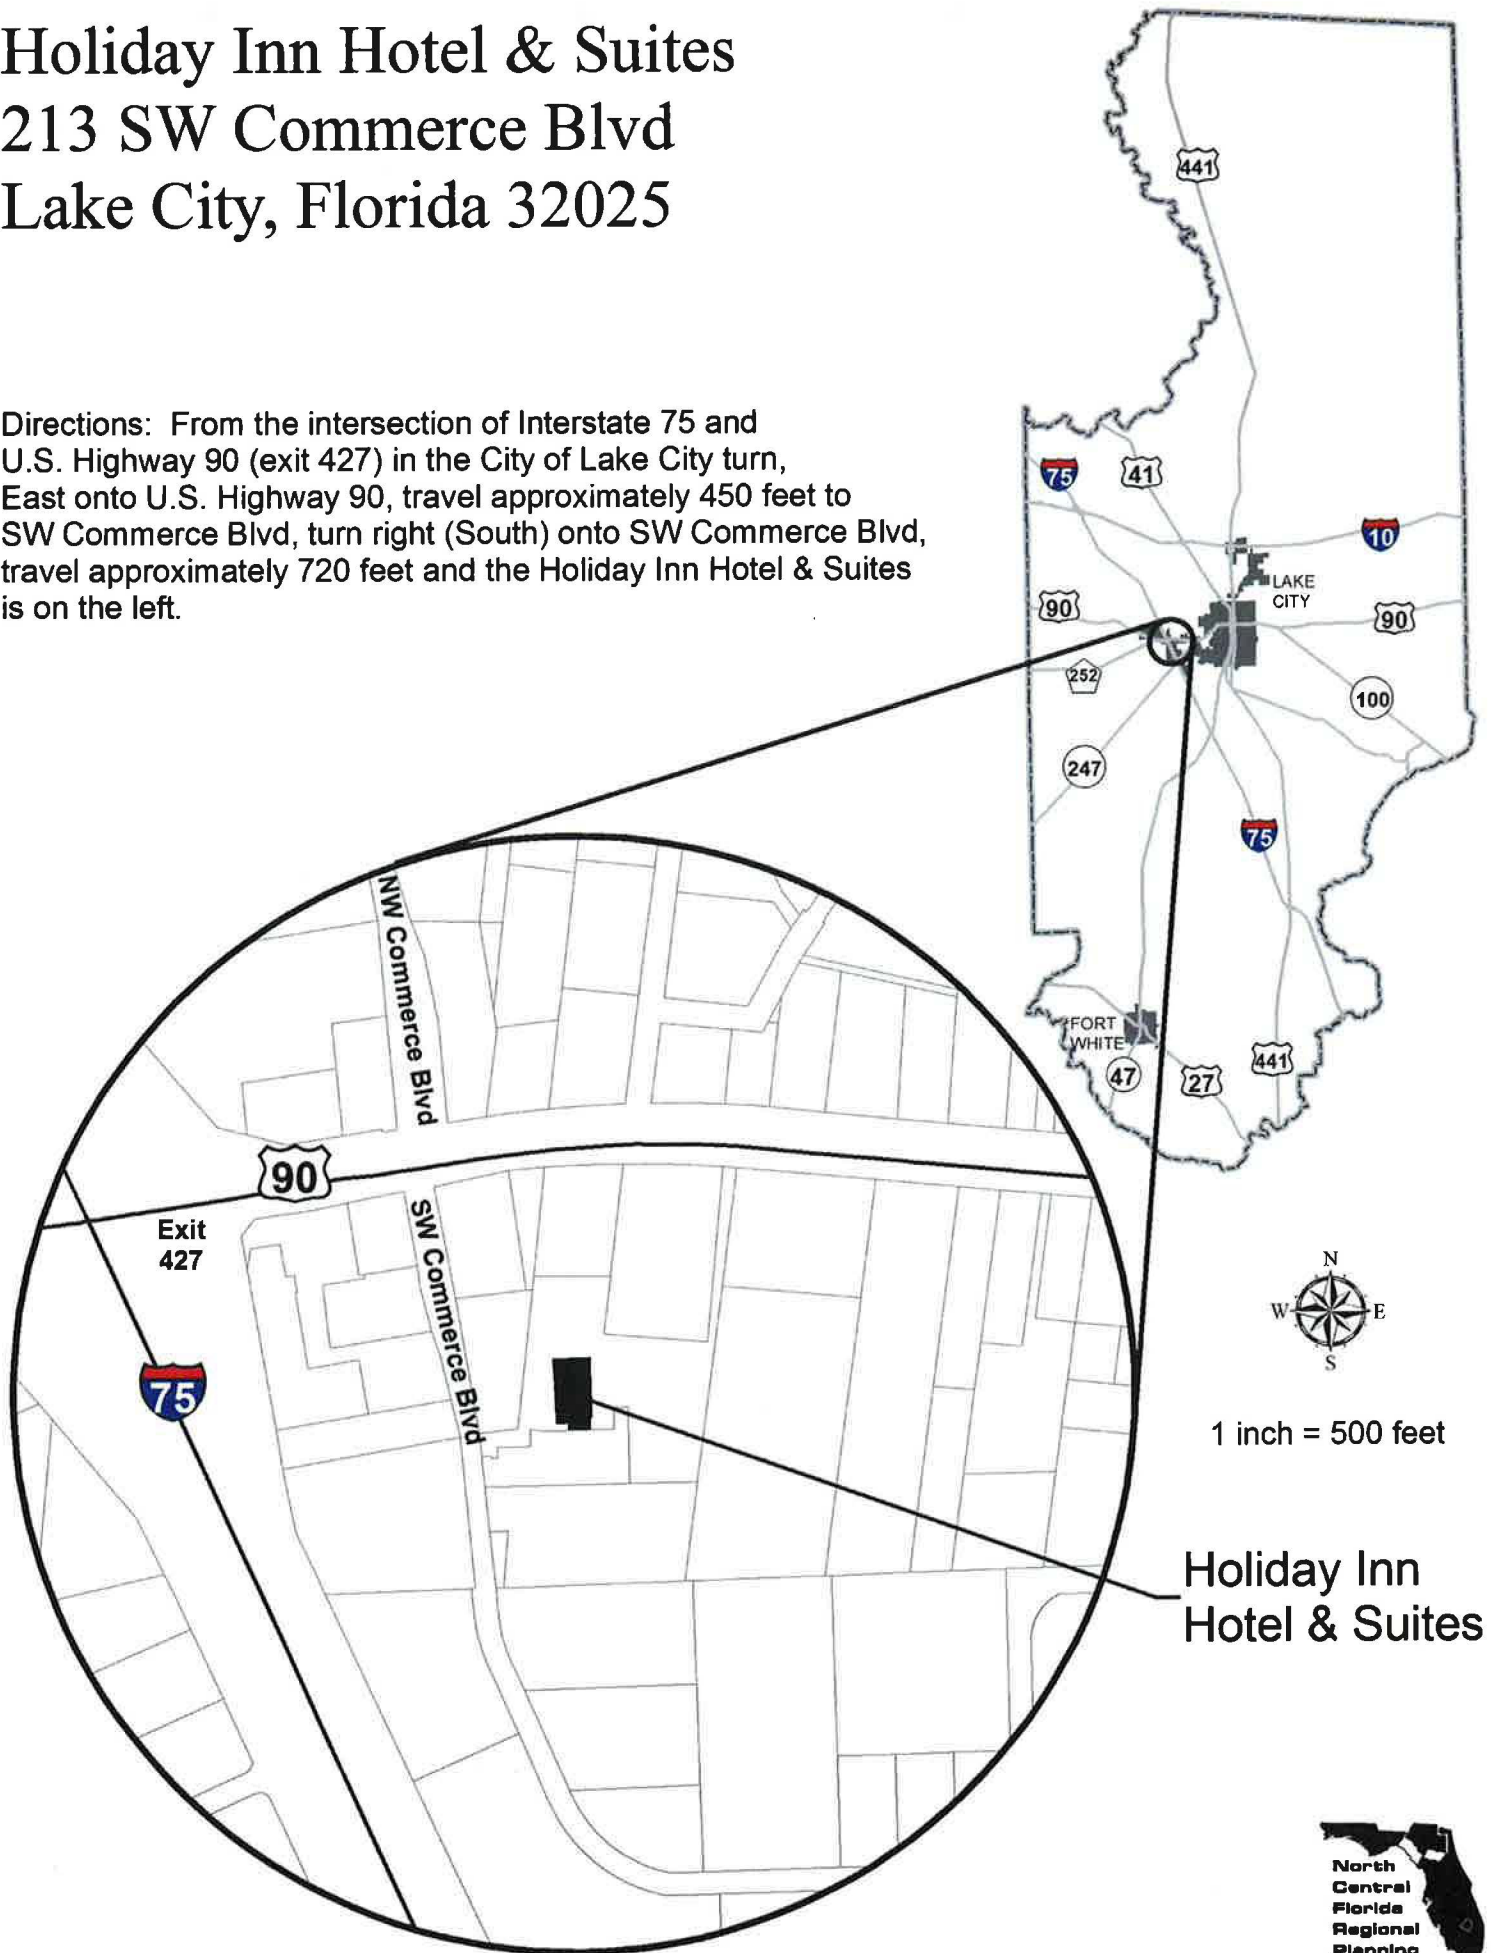 Holiday Inn Hotel & Suites
213 SW Commerce Blvd
Lake City, Florida 32025
Directions: From the intersection of Interstate 75 and
U.S. Highway 90 (exit 427) in the City of Lake City turn,
East onto U.S. Highway 90, travel approximately 450 feet to
SW Commerce Blvd, turn right (South) onto SW Commerce Blvd,
travel approximately 720 feet and the Holiday Inn Hotel & Suites
is on the left.
441
75
41
10
LAKE
CITY
90
90
252
100
247
75
FORT
WHITE
47
27
441
NW Commerce Blvd
90
Exit
427
SW Commerce Blvd
75
N
W
E
S
1 inch = 500 feet
Holiday Inn
Hotel & Suites
North
Central
Florida
Regional
Planning